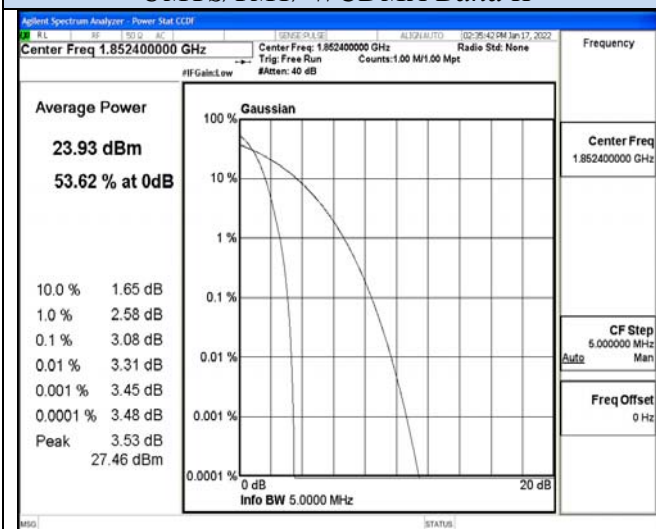 UMTS/TM1/ WCDMA Band II
Agilent Spectrum Analyzer - Power Stat CCDF
RL RF 50 Ω AC SENSE:PULSE ALIGN AUTO 02:35:42 PM Jan 17, 2022
Center Freq 1.852400000 GHz
Center Freq: 1.852400000 GHz Radio Std: None
Trig: Free Run Counts:1.00 M/1.00 Mpt
#IFGain:Low #Atten: 40 dB
Frequency
Average Power
23.93 dBm
53.62 % at 0dB
10.0 % 1.65 dB
1.0 % 2.58 dB
0.1 % 3.08 dB
0.01 % 3.31 dB
0.001 % 3.45 dB
0.0001 % 3.48 dB
Peak 3.53 dB
27.46 dBm
Gaussian
100 %
10 %
1 %
0.1 %
0.01 %
0.001 %
0.0001 %
0 dB 20 dB
Info BW 5.0000 MHz
Center Freq
1.852400000 GHz
CF Step
5.000000 MHz
Auto Man
Freq Offset
0 Hz
MSG STATUS